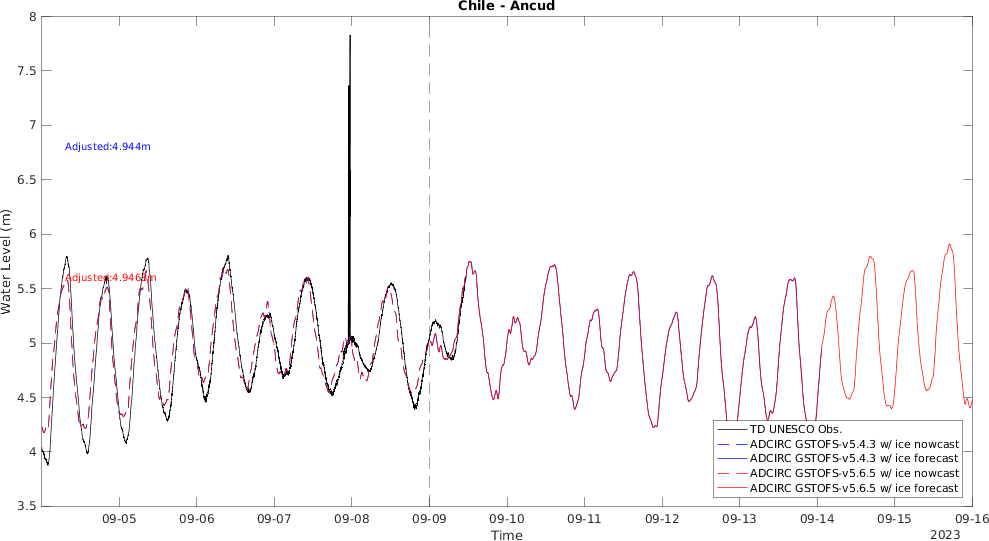 Chile - Ancud
8
7.5
7
6.5
6
5.5
5
4.5
4
3.5
Water Level (m)
Adjusted:4.944m
Adjusted:4.9463m
TD UNESCO Obs.
ADCIRC GSTOFS-v5.4.3 w/ ice nowcast
ADCIRC GSTOFS-v5.4.3 w/ ice forecast
ADCIRC GSTOFS-v5.6.5 w/ ice nowcast
ADCIRC GSTOFS-v5.6.5 w/ ice forecast
09-05 09-06 09-07 09-08 09-09 09-10 09-11 09-12 09-13 09-14 09-15 09-16
Time
2023